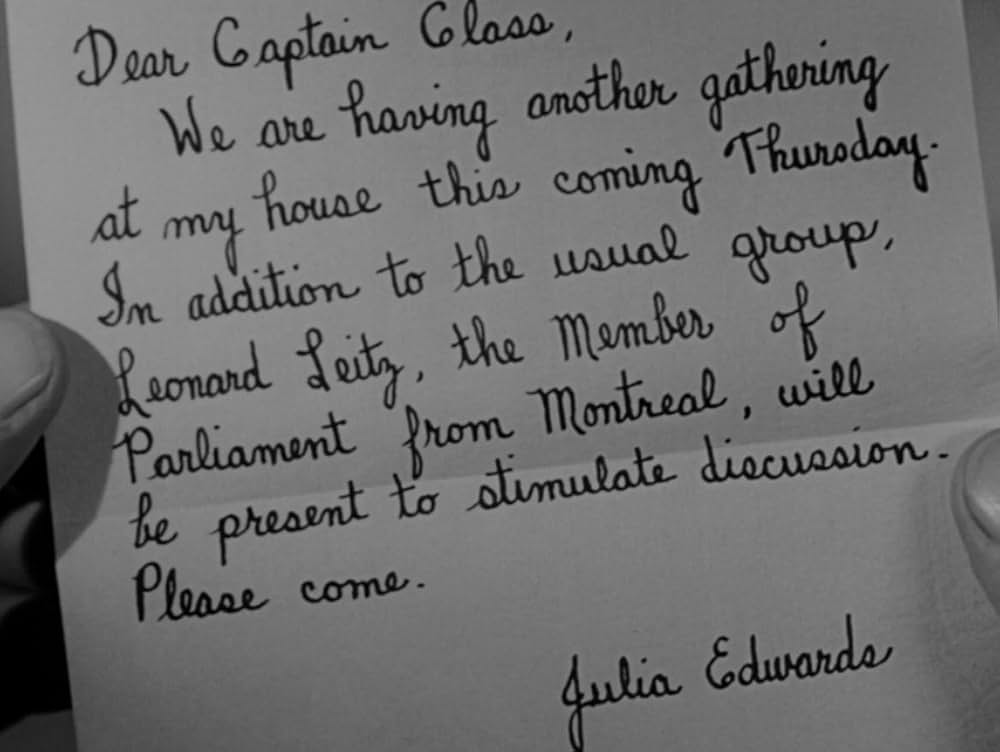 Dear Captain Class,
We are having another gathering
at my house this coming Thursday.
In addition to the usual group,
Leonard Leitz, the Member of
Parliament from Montreal, will
be present to stimulate discussion.
Please come.
Julia Edwards